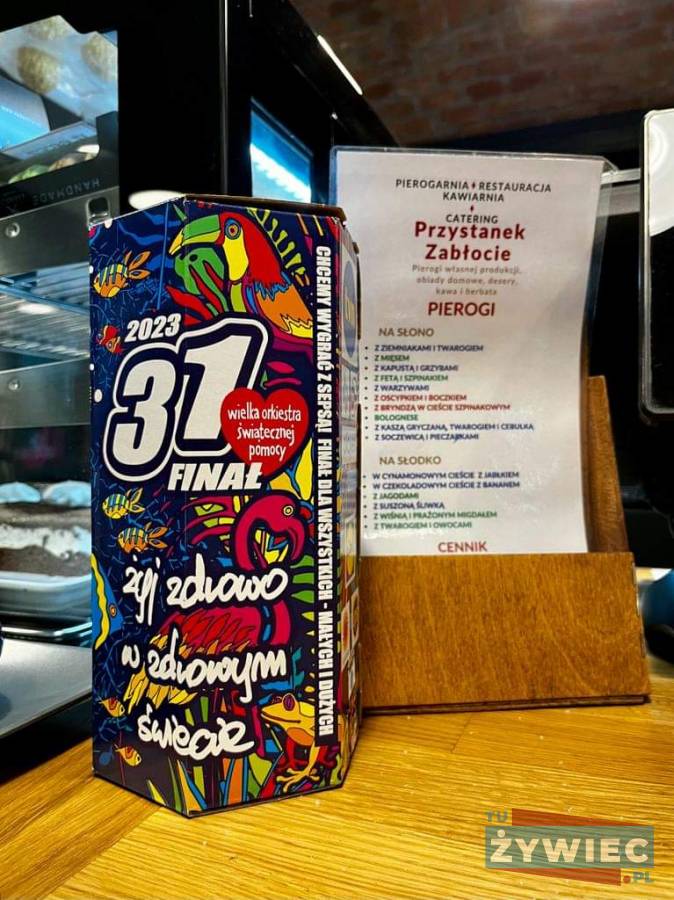 HANDMADE
2023
31
FINAŁ
wielka orkiestra
świątecznej
pomocy
CHCEMY WYGRAĆ Z SEPSĄ! FINAŁ DLA WSZYSTKICH - MAŁYCH I DUŻYCH
żyj zdrowo
w zdrowym
świecie
PIEROGARNIA RESTAURACJA
KAWIARNIA
CATERING
Przystanek
Zabłocie
Pierogi własnej produkcji,
obiady domowe, desery,
kawa i herbata
PIEROGI
NA SŁONO
Z ZIEMNIAKAMI I TWAROGIEM
Z MIĘSEM
Z KAPUSTĄ I GRZYBAMI
Z FETĄ I SZPINAKIEM
Z WARZYWAMI
Z OSCYPKIEM I BOCZKIEM
Z BRYNDZĄ W CIEŚCIE SZPINAKOWYM
BOLOGNESE
Z KASZĄ GRYCZANĄ, TWAROGIEM I CEBULKĄ
Z SOCZEWICĄ I PIECZARKAMI
NA SŁODKO
W CYNAMONOWYM CIEŚCIE Z JABŁKIEM
W CZEKOLADOWYM CIEŚCIE Z BANANEM
Z JAGODAMI
Z SUSZONĄ ŚLIWKĄ
Z WIŚNIĄ I PRAŻONYM MIGDAŁEM
Z TWAROGIEM I OWOCAMI
CENNIK
TU
ŻYWIEC
.PL